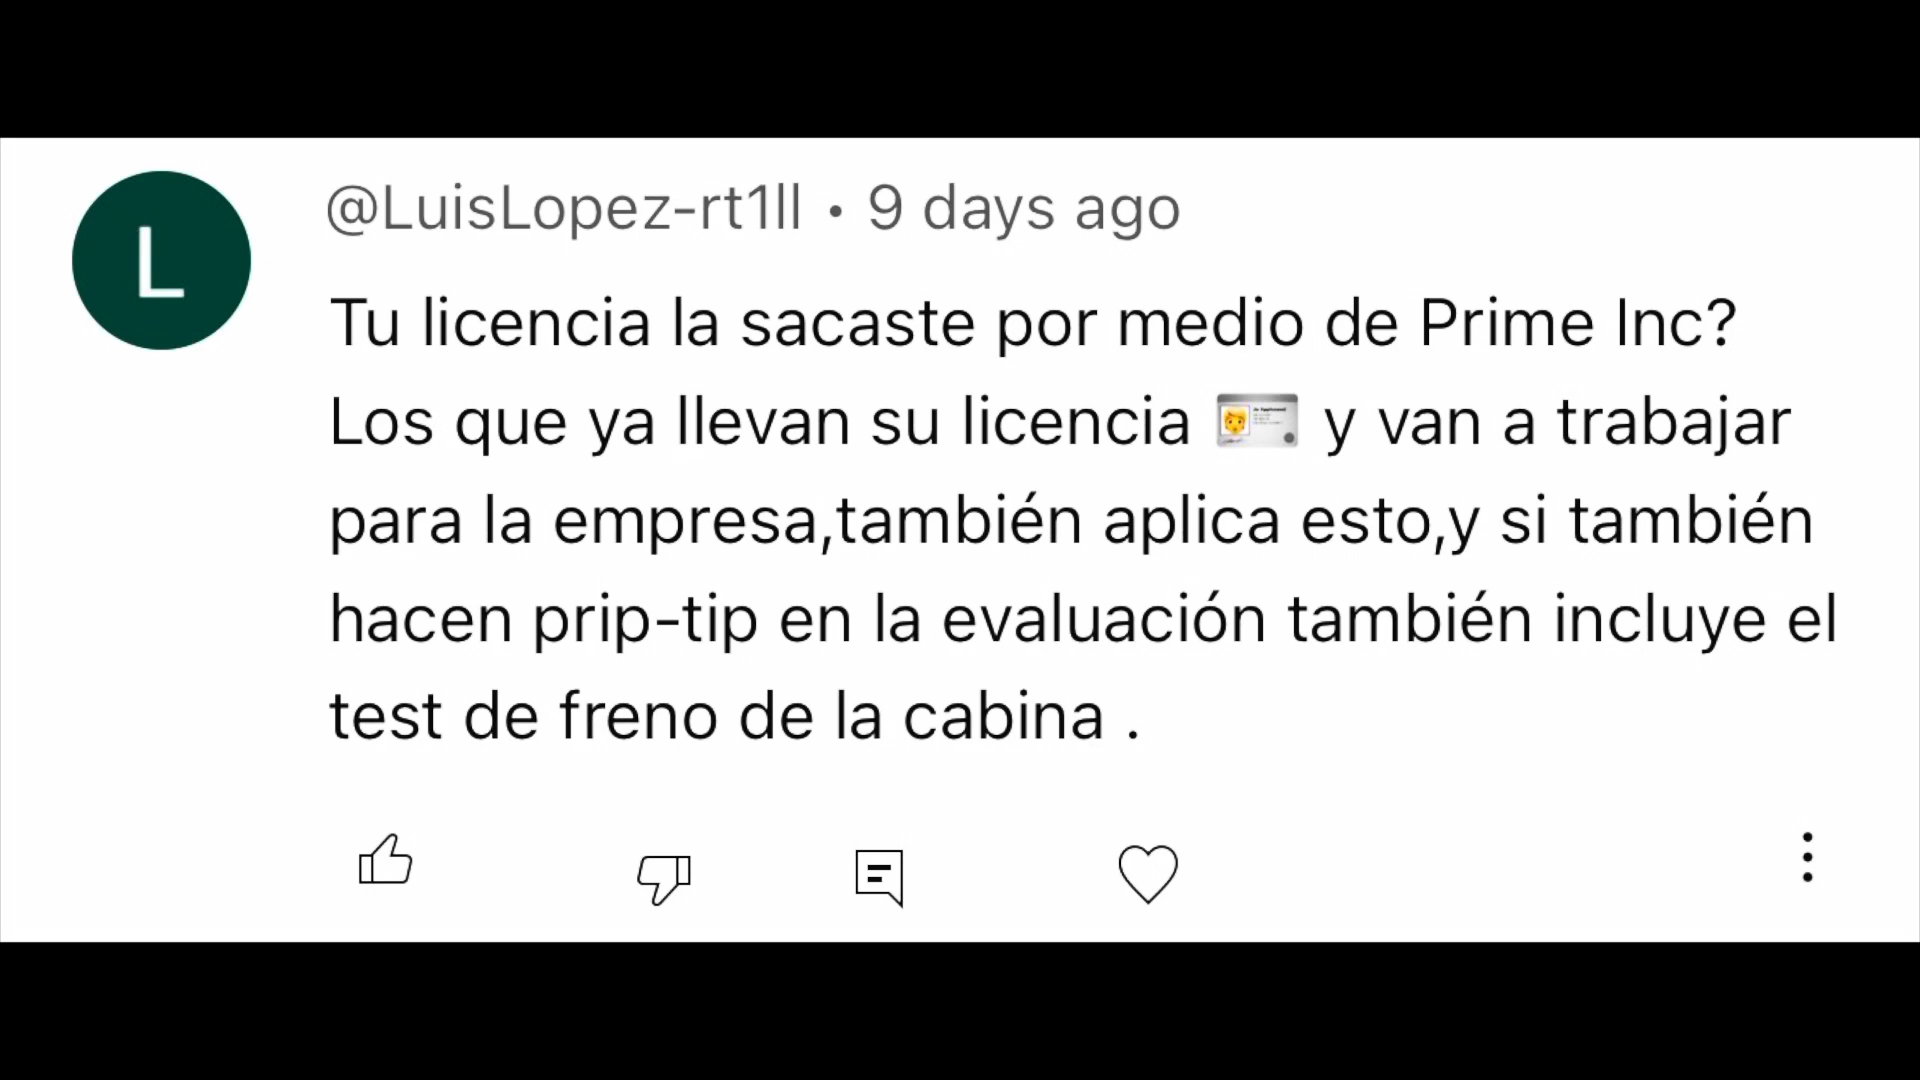 @LuisLopez-rt1ll • 9 days ago
L
Tu licencia la sacaste por medio de Prime Inc?
Los que ya llevan su licencia 🪪 y van a trabajar
para la empresa,también aplica esto,y si también
hacen prip-tip en la evaluación también incluye el
test de freno de la cabina .